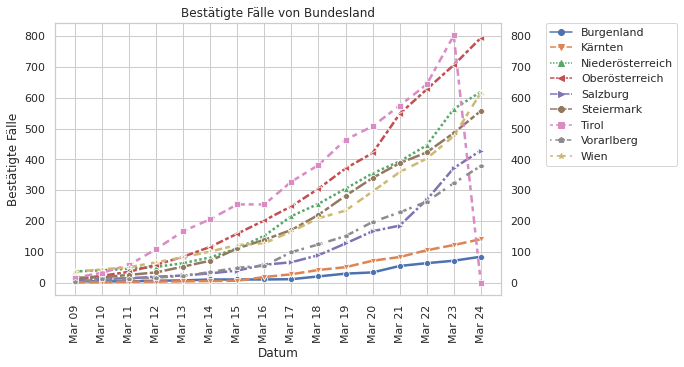 Bestätigte Fälle von Bundesland
800
700
600
500
400
300
200
100
0
Bestätigte Fälle
800
700
600
500
400
300
200
100
0
Mar 09
Mar 10
Mar 11
Mar 12
Mar 13
Mar 14
Mar 15
Mar 16
Mar 17
Mar 18
Mar 19
Mar 20
Mar 21
Mar 22
Mar 23
Mar 24
Datum
Burgenland
Kärnten
Niederösterreich
Oberösterreich
Salzburg
Steiermark
Tirol
Vorarlberg
Wien